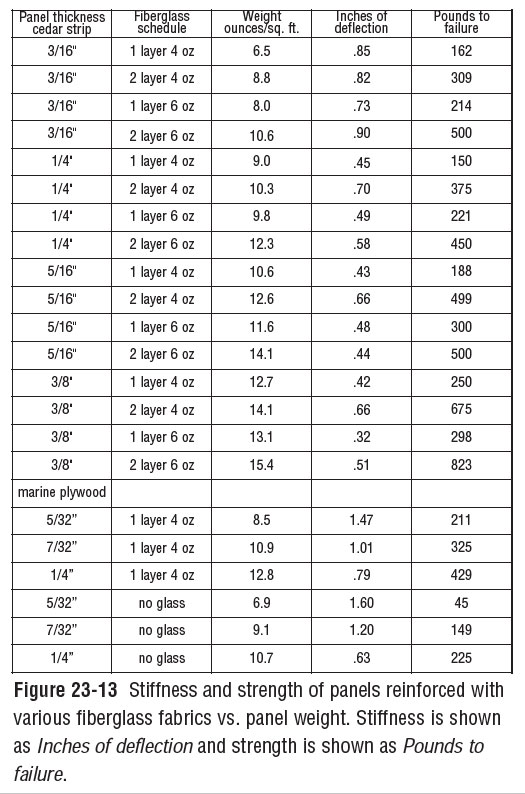 Panel thickness cedar strip | Fiberglass schedule | Weight ounces/sq. ft. | Inches of deflection | Pounds to failure
3/16" 1 layer 4 oz 6.5 .85 162
3/16" 2 layer 4 oz 8.8 .82 309
3/16" 1 layer 6 oz 8.0 .73 214
3/16" 2 layer 6 oz 10.6 .90 500
1/4" 1 layer 4 oz 9.0 .45 150
1/4" 2 layer 4 oz 10.3 .70 375
1/4" 1 layer 6 oz 9.8 .49 221
1/4" 2 layer 6 oz 12.3 .58 450
5/16" 1 layer 4 oz 10.6 .43 188
5/16" 2 layer 4 oz 12.6 .66 499
5/16" 1 layer 6 oz 11.6 .48 300
5/16" 2 layer 6 oz 14.1 .44 500
3/8" 1 layer 4 oz 12.7 .42 250
3/8" 2 layer 4 oz 14.1 .66 675
3/8" 1 layer 6 oz 13.1 .32 298
3/8" 2 layer 6 oz 15.4 .51 823
marine plywood
5/32” 1 layer 4 oz 8.5 1.47 211
7/32” 1 layer 4 oz 10.9 1.01 325
1/4” 1 layer 4 oz 12.8 .79 429
5/32” no glass 6.9 1.60 45
7/32” no glass 9.1 1.20 149
1/4” no glass 10.7 .63 225
Figure 23-13 Stiffness and strength of panels reinforced with
various fiberglass fabrics vs. panel weight. Stiffness is shown
as Inches of deflection and strength is shown as Pounds to
failure.